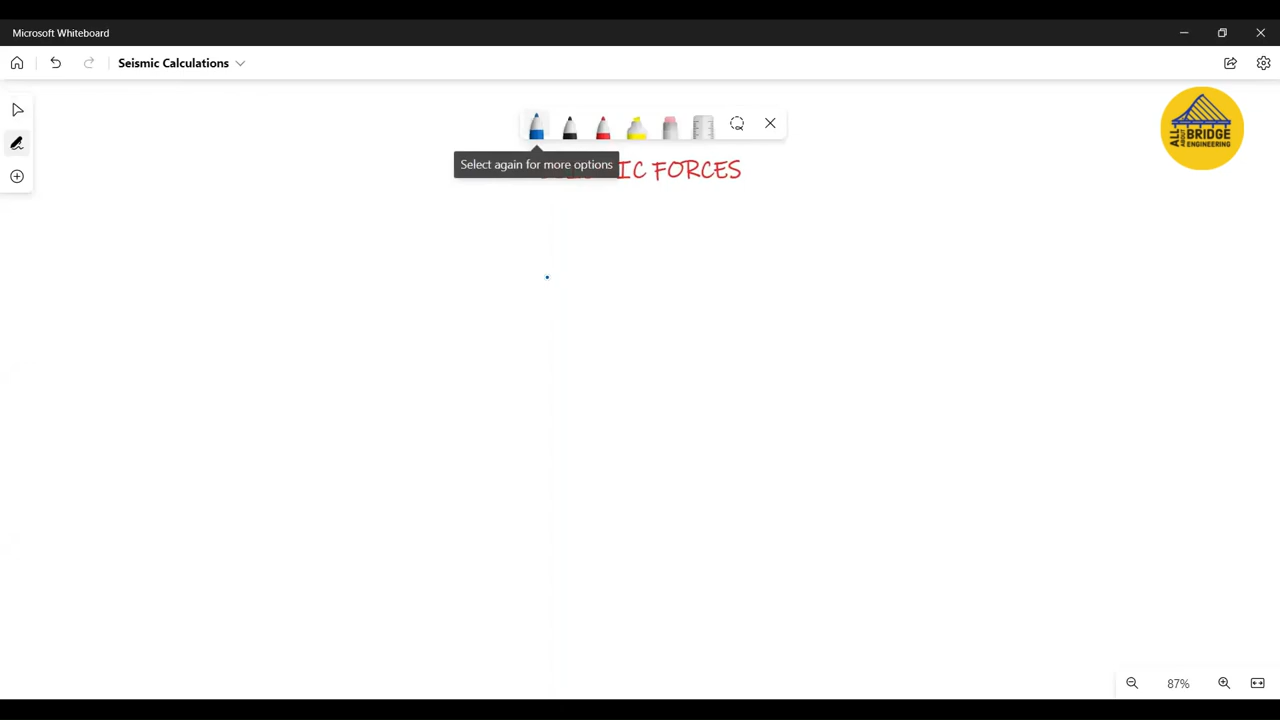 Microsoft Whiteboard
Seismic Calculations
ALL ABOUT BRIDGE ENGINEERING
Select again for more options
IC FORCES
87%